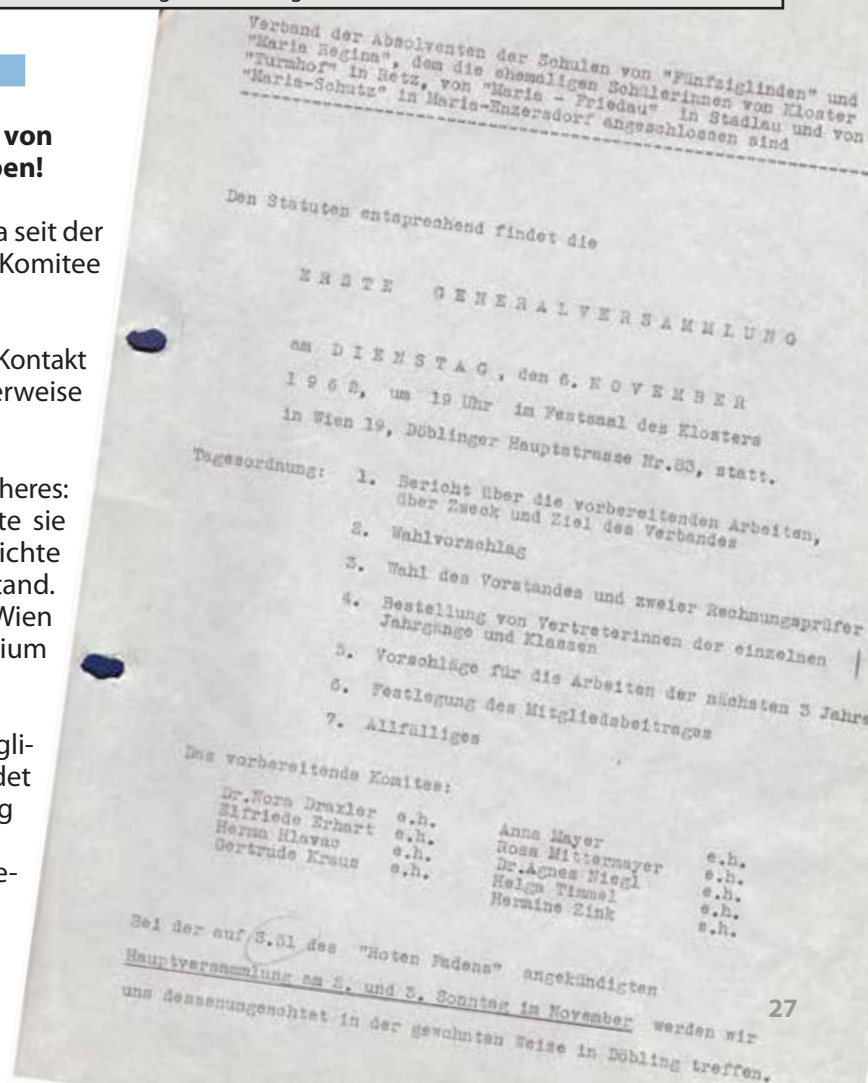 von
ben!
a seit der
Komitee
Kontakt
erweise
heres:
te sie
ichte
tand.
Wien
ium
gli-
det
g
e-
Verband der Absolventen der Schulen von "Fünfziglinden" und
"Maria Regina", dem die ehemaligen Schülerinnen von Kloster
"Turmhof" in Retz, von "Maria - Friedau" in Stadlau und von
"Maria-Schutz" in Maria-Enzersdorf angeschlossen sind
Den Statuten entsprechend findet die
ERSTE GENERALVERSAMMLUNG
am DIENSTAG, den 6. NOVEMBER
1962, um 19 Uhr im Festsaal des Klosters
in Wien 19, Döblinger Hauptstrasse Nr.83, statt.
Tagesordnung: 1. Bericht über die vorbereitenden Arbeiten,
über Zweck und Ziel des Verbandes
2. Wahlvorschlag
3. Wahl des Vorstandes und zweier Rechnungsprüfer
4. Bestellung von Vertreterinnen der einzelnen
Jahrgänge und Klassen
5. Vorschläge für die Arbeiten der nächsten 3 Jahre
6. Festlegung des Mitgliedsbeitrages
7. Allfälliges
Das vorbereitende Komitee:
Dr.Nora Draxler e.h.
Elfriede Erhart e.h.
Herma Hlavac e.h.
Gertrude Kraus e.h.
Anna Mayer e.h.
Rosa Mittermayer e.h.
Dr.Agnes Niegl e.h.
Helga Timmel e.h.
Hermine Zink e.h.
Bei der auf S.31 des "Roten Fadens" angekündigten
Hauptversammlung am 2. und 3. Sonntag im November werden wir
uns dessenungeachtet in der gewohnten Weise in Döbling treffen.
27